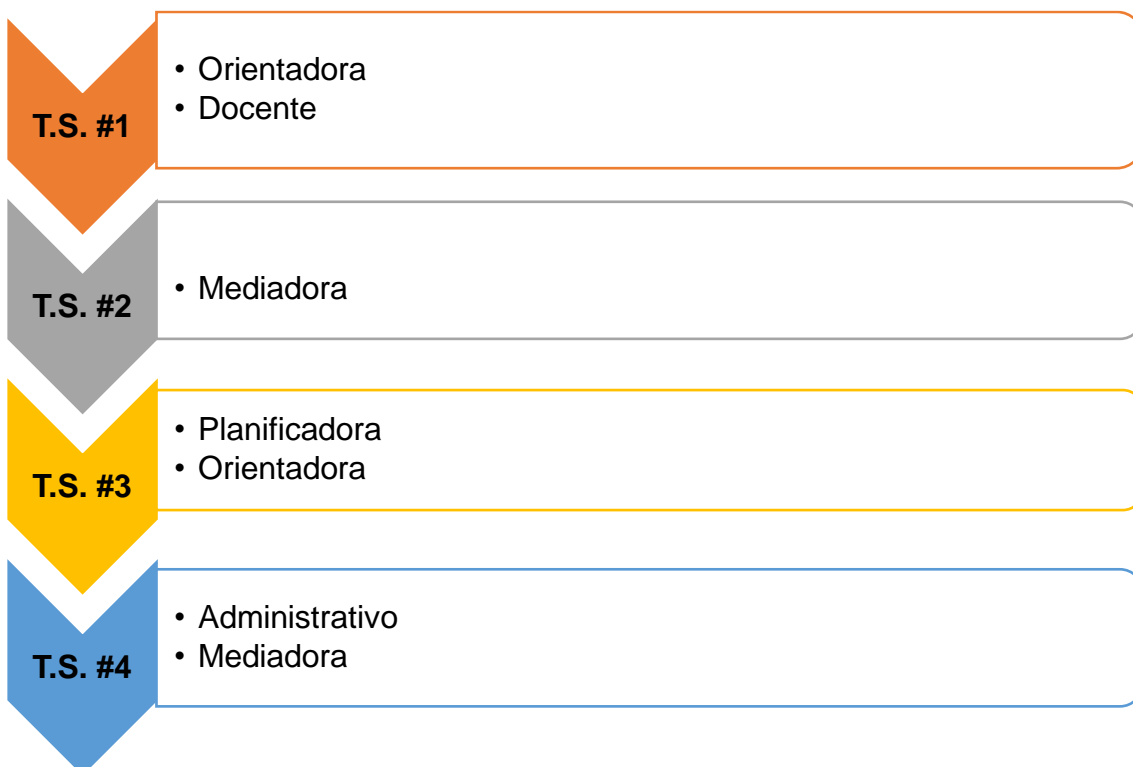 T.S. #1
• Orientadora
• Docente
T.S. #2
• Mediadora
T.S. #3
• Planificadora
• Orientadora
T.S. #4
• Administrativo
• Mediadora